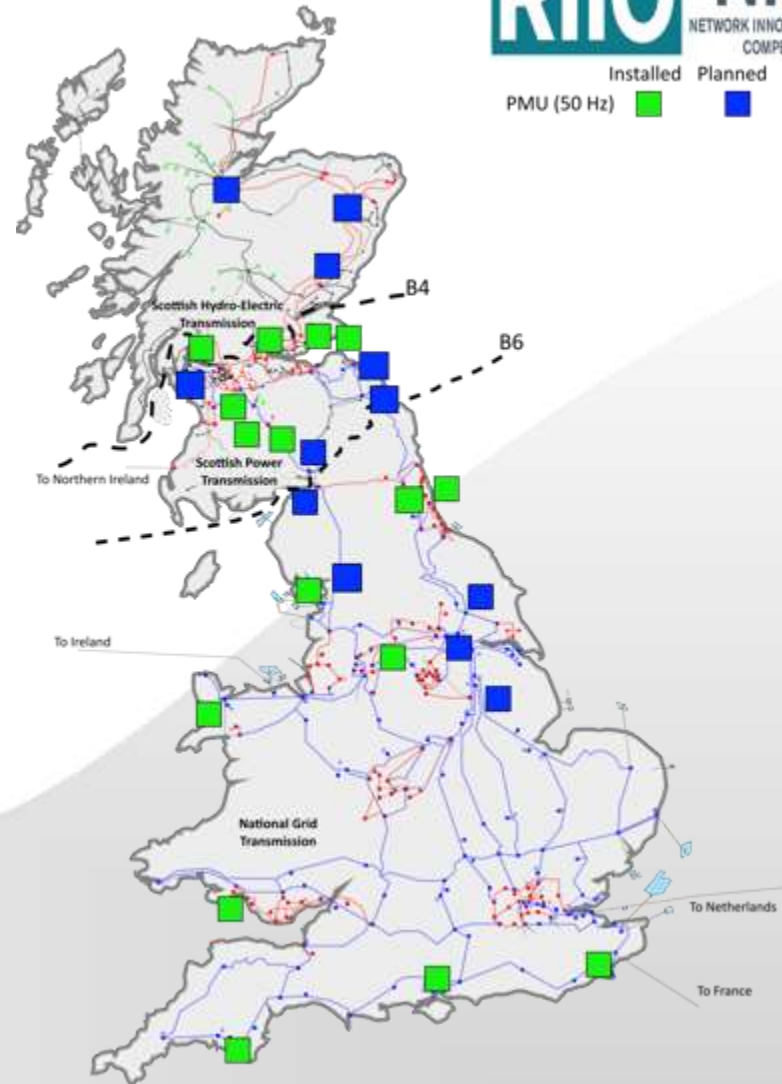 RIIO
NETWORK INNO
COMPE
Installed Planned
PMU (50 Hz)
B4
Scottish Hydro-Electric
Transmission
B6
To Northern Ireland
Scottish Power
Transmission
To Ireland
National Grid
Transmission
To Netherlands
To France